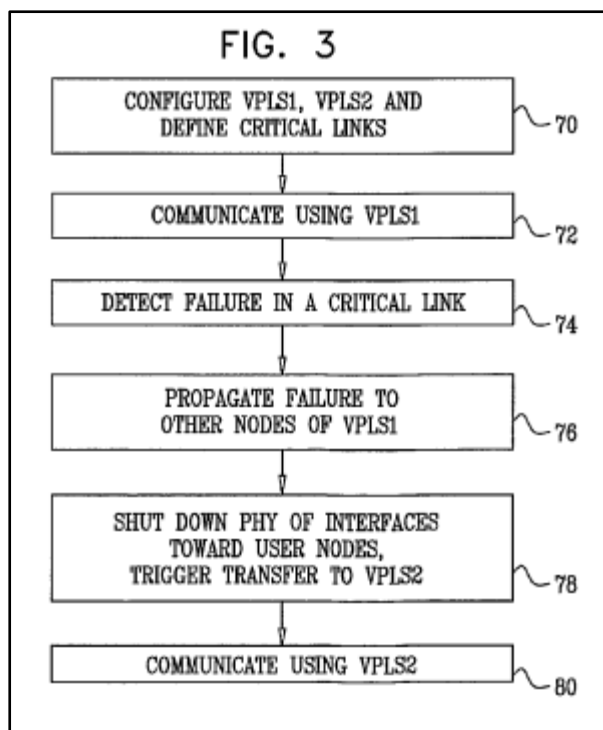 FIG. 3
CONFIGURE VPLS1, VPLS2 AND
DEFINE CRITICAL LINKS
70
COMMUNICATE USING VPLS1
72
DETECT FAILURE IN A CRITICAL LINK
74
PROPAGATE FAILURE TO
OTHER NODES OF VPLS1
76
SHUT DOWN PHY OF INTERFACES
TOWARD USER NODES,
TRIGGER TRANSFER TO VPLS2
78
COMMUNICATE USING VPLS2
80